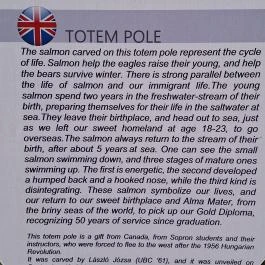 TOTEM POLE
The salmon carved on this totem pole represent the cycle
of life. Salmon help the eagles raise their young, and help
the bears survive winter. There is strong parallel between
the life of salmon and our immigrant life.The young
salmon spend two years in the freshwater-stream of their
birth, preparing themselves for their life in the saltwater at
sea.They leave their birthplace, and head out to sea, just
as we left our sweet homeland at age 18-23, to go
overseas.The salmon always return to the stream of their
birth, after about 5 years at sea. One can see the small
salmon swimming down, and three stages of mature ones
swimming up. The first is energetic, the second developed
a humped back and a hooked nose, while the third kind is
disintegrating. These salmon symbolize our lives, and
our return to our sweet birthplace and Alma Mater, from
the briny seas of the world, to pick up our Gold Diploma,
recognizing 50 years of service since graduation.
This totem pole is a gift from Canada, from Sopron students and their
instructors, who were forced to flee to the west after the 1956 Hungarian
Revolution.
It was carved by László Józsa (UBC '61), and it was unveiled on